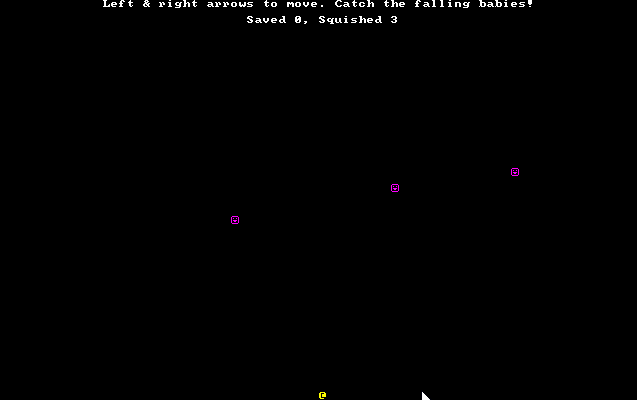 Left & right arrows to move. Catch the falling babies!
Saved 0, Squished 3